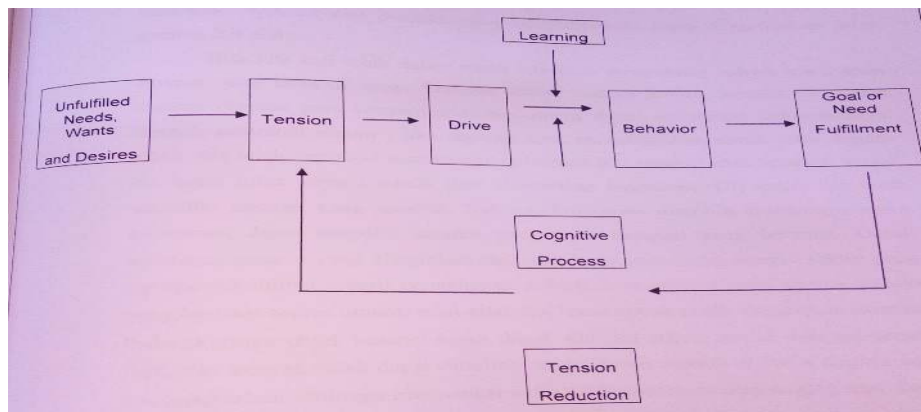 Learning
Unfulfilled
Needs,
Wants
and Desires
Tension
Drive
Behavior
Goal or
Need
Fulfillment
Cognitive
Process
Tension
Reduction